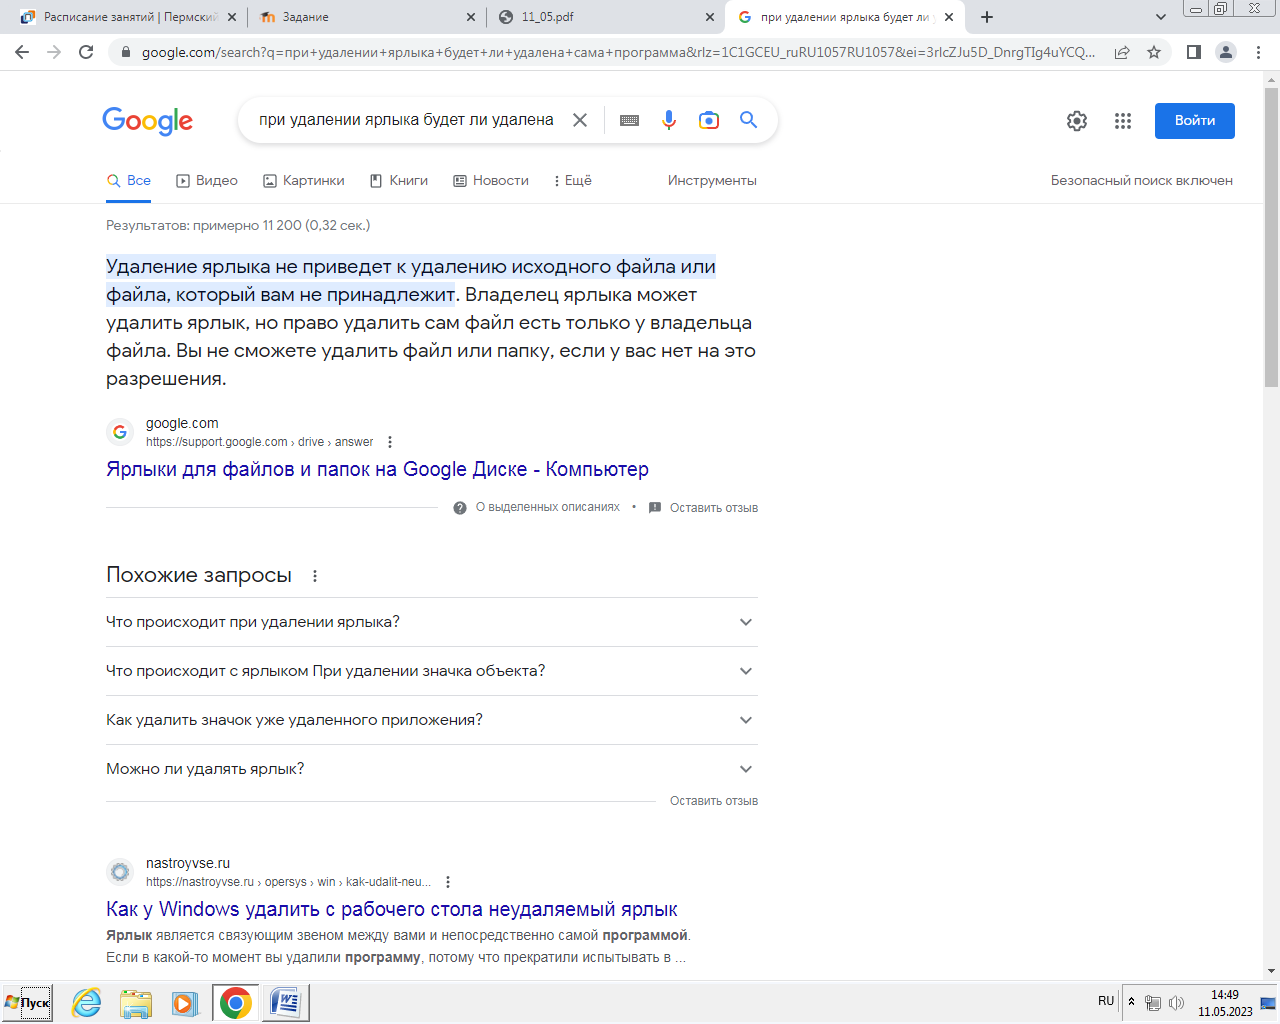 Расписание занятий | Пермский
Задание
11_05.pdf
при удалении ярлыка будет ли у
google.com/search?q=при+удалении+ярлыка+будет+ли+удалена+сама+программа&rlz=1C1GCEU_ruRU1057RU1057&ei=3rlcZJu5D_DnrgTIg4uYCQ...
Google
при удалении ярлыка будет ли удалена
Войти
Все
Видео
Картинки
Книги
Новости
Ещё
Инструменты
Безопасный поиск включен
Результатов: примерно 11 200 (0,32 сек.)
Удаление ярлыка не приведет к удалению исходного файла или
файла, который вам не принадлежит. Владелец ярлыка может
удалить ярлык, но право удалить сам файл есть только у владельца
файла. Вы не сможете удалить файл или папку, если у вас нет на это
разрешения.
google.com
https://support.google.com › drive › answer
Ярлыки для файлов и папок на Google Диске - Компьютер
О выделенных описаниях • Оставить отзыв
Похожие запросы
Что происходит при удалении ярлыка?
Что происходит с ярлыком При удалении значка объекта?
Как удалить значок уже удаленного приложения?
Можно ли удалять ярлык?
Оставить отзыв
nastroyvse.ru
https://nastroyvse.ru › opersys › win › kak-udalit-neu...
Как у Windows удалить с рабочего стола неудаляемый ярлык
Ярлык является связующим звеном между вами и непосредственно самой программой.
Если в какой-то момент вы удалили программу, потому что прекратили испытывать в ...
Пуск
RU
14:49
11.05.2023